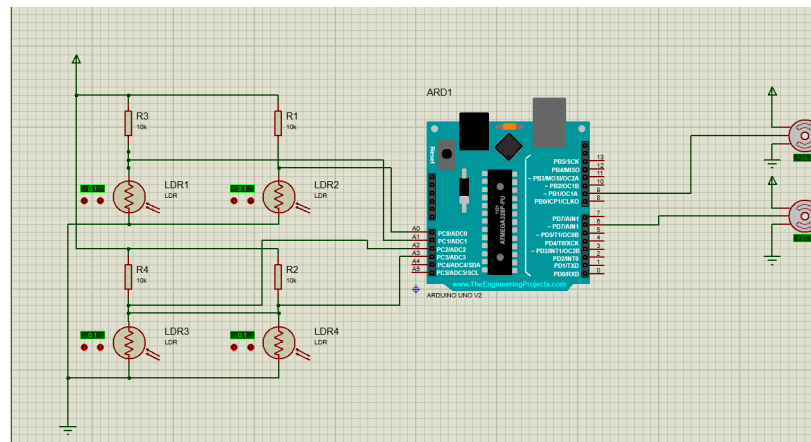 R3
10k
R1
10k
0.1
LDR1
LDR
0.1
LDR2
LDR
R4
10k
R2
10k
0.1
LDR3
LDR
0.1
LDR4
LDR
ARD1
Reset
1121
ATMEGA328P-PU
A0
A1
A2
A3
A4
A5
PC0/ADC0
PC1/ADC1
PC2/ADC2
PC3/ADC3
PC4/ADC4/SDA
PC5/ADC5/SCL
PB5/SCK 13
PB4/MISO 12
~ PB3/MOSI/OC2A 11
~ PB2/OC1B 10
~ PB1/OC1A 9
PB0/ICP1/CLKO 8
PD7/AIN1 7
~ PD7/AIN1 6
~ PD5/T1/OC0B 5
PD4/T0/XCK 4
~ PD3/INT1/OC2B 3
PD2/INT0 2
PD1/TXD 1
PD0/RXD 0
www.TheEngineeringProjects.com
ARDUINO UNO V2